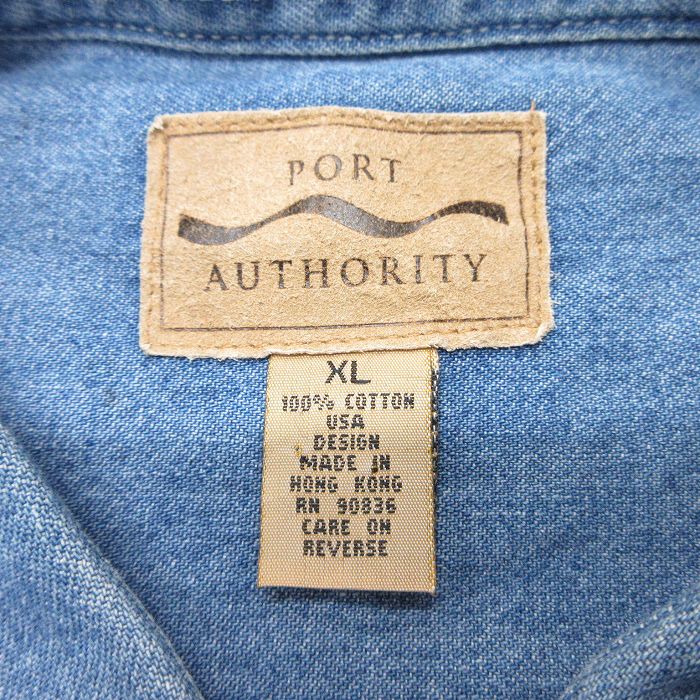 PORT
AUTHORITY
XL
100% COTTON
USA
DESIGN
MADE IN
HONG KONG
RN 90836
CARE ON
REVERSE